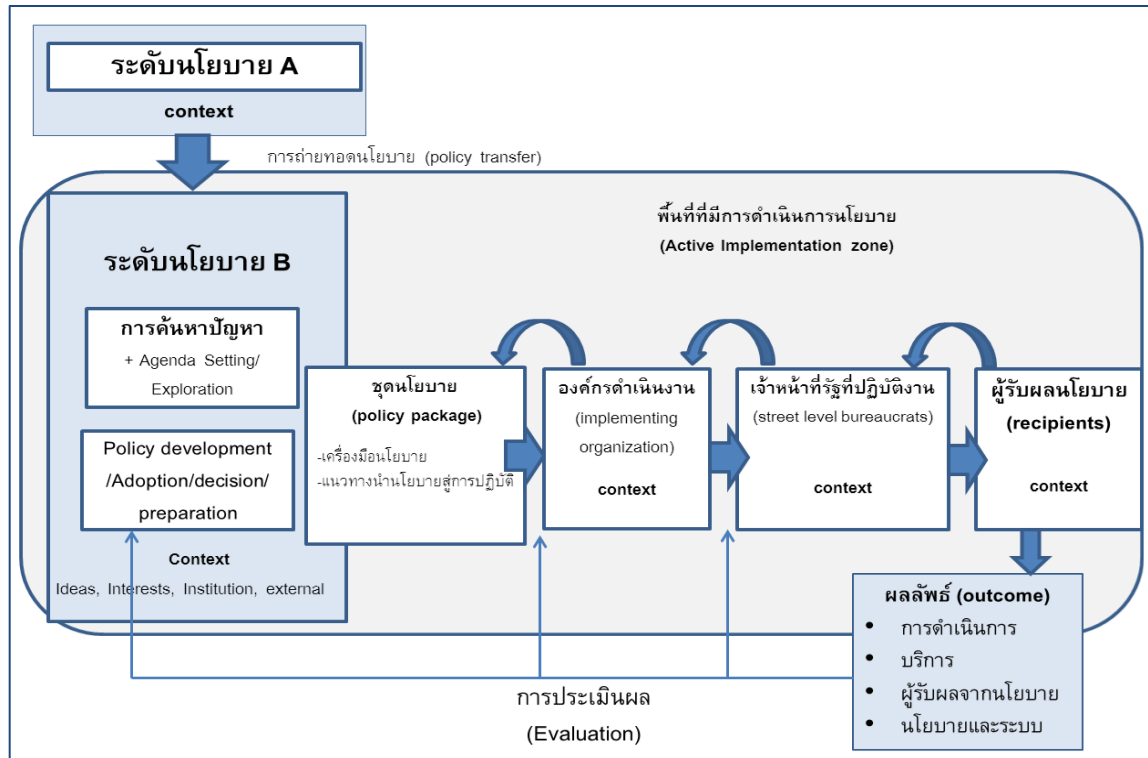 ระดับนโยบาย A
context
การถ่ายทอดนโยบาย (policy transfer)
พื้นที่ที่มีการดำเนินการนโยบาย
(Active Implementation zone)
ระดับนโยบาย B
การค้นหาปัญหา
+ Agenda Setting/
Exploration
Policy development
/Adoption/decision/
preparation
Context
Ideas, Interests, Institution, external
ชุดนโยบาย
(policy package)
-เครื่องมือนโยบาย
-แนวทางนำนโยบายสู่การปฏิบัติ
องค์กรดำเนินงาน
(implementing
organization)
context
เจ้าหน้าที่รัฐที่ปฏิบัติงาน
(street level bureaucrats)
context
ผู้รับผลนโยบาย
(recipients)
context
ผลลัพธ์ (outcome)
• การดำเนินการ
• บริการ
• ผู้รับผลจากนโยบาย
• นโยบายและระบบ
การประเมินผล
(Evaluation)